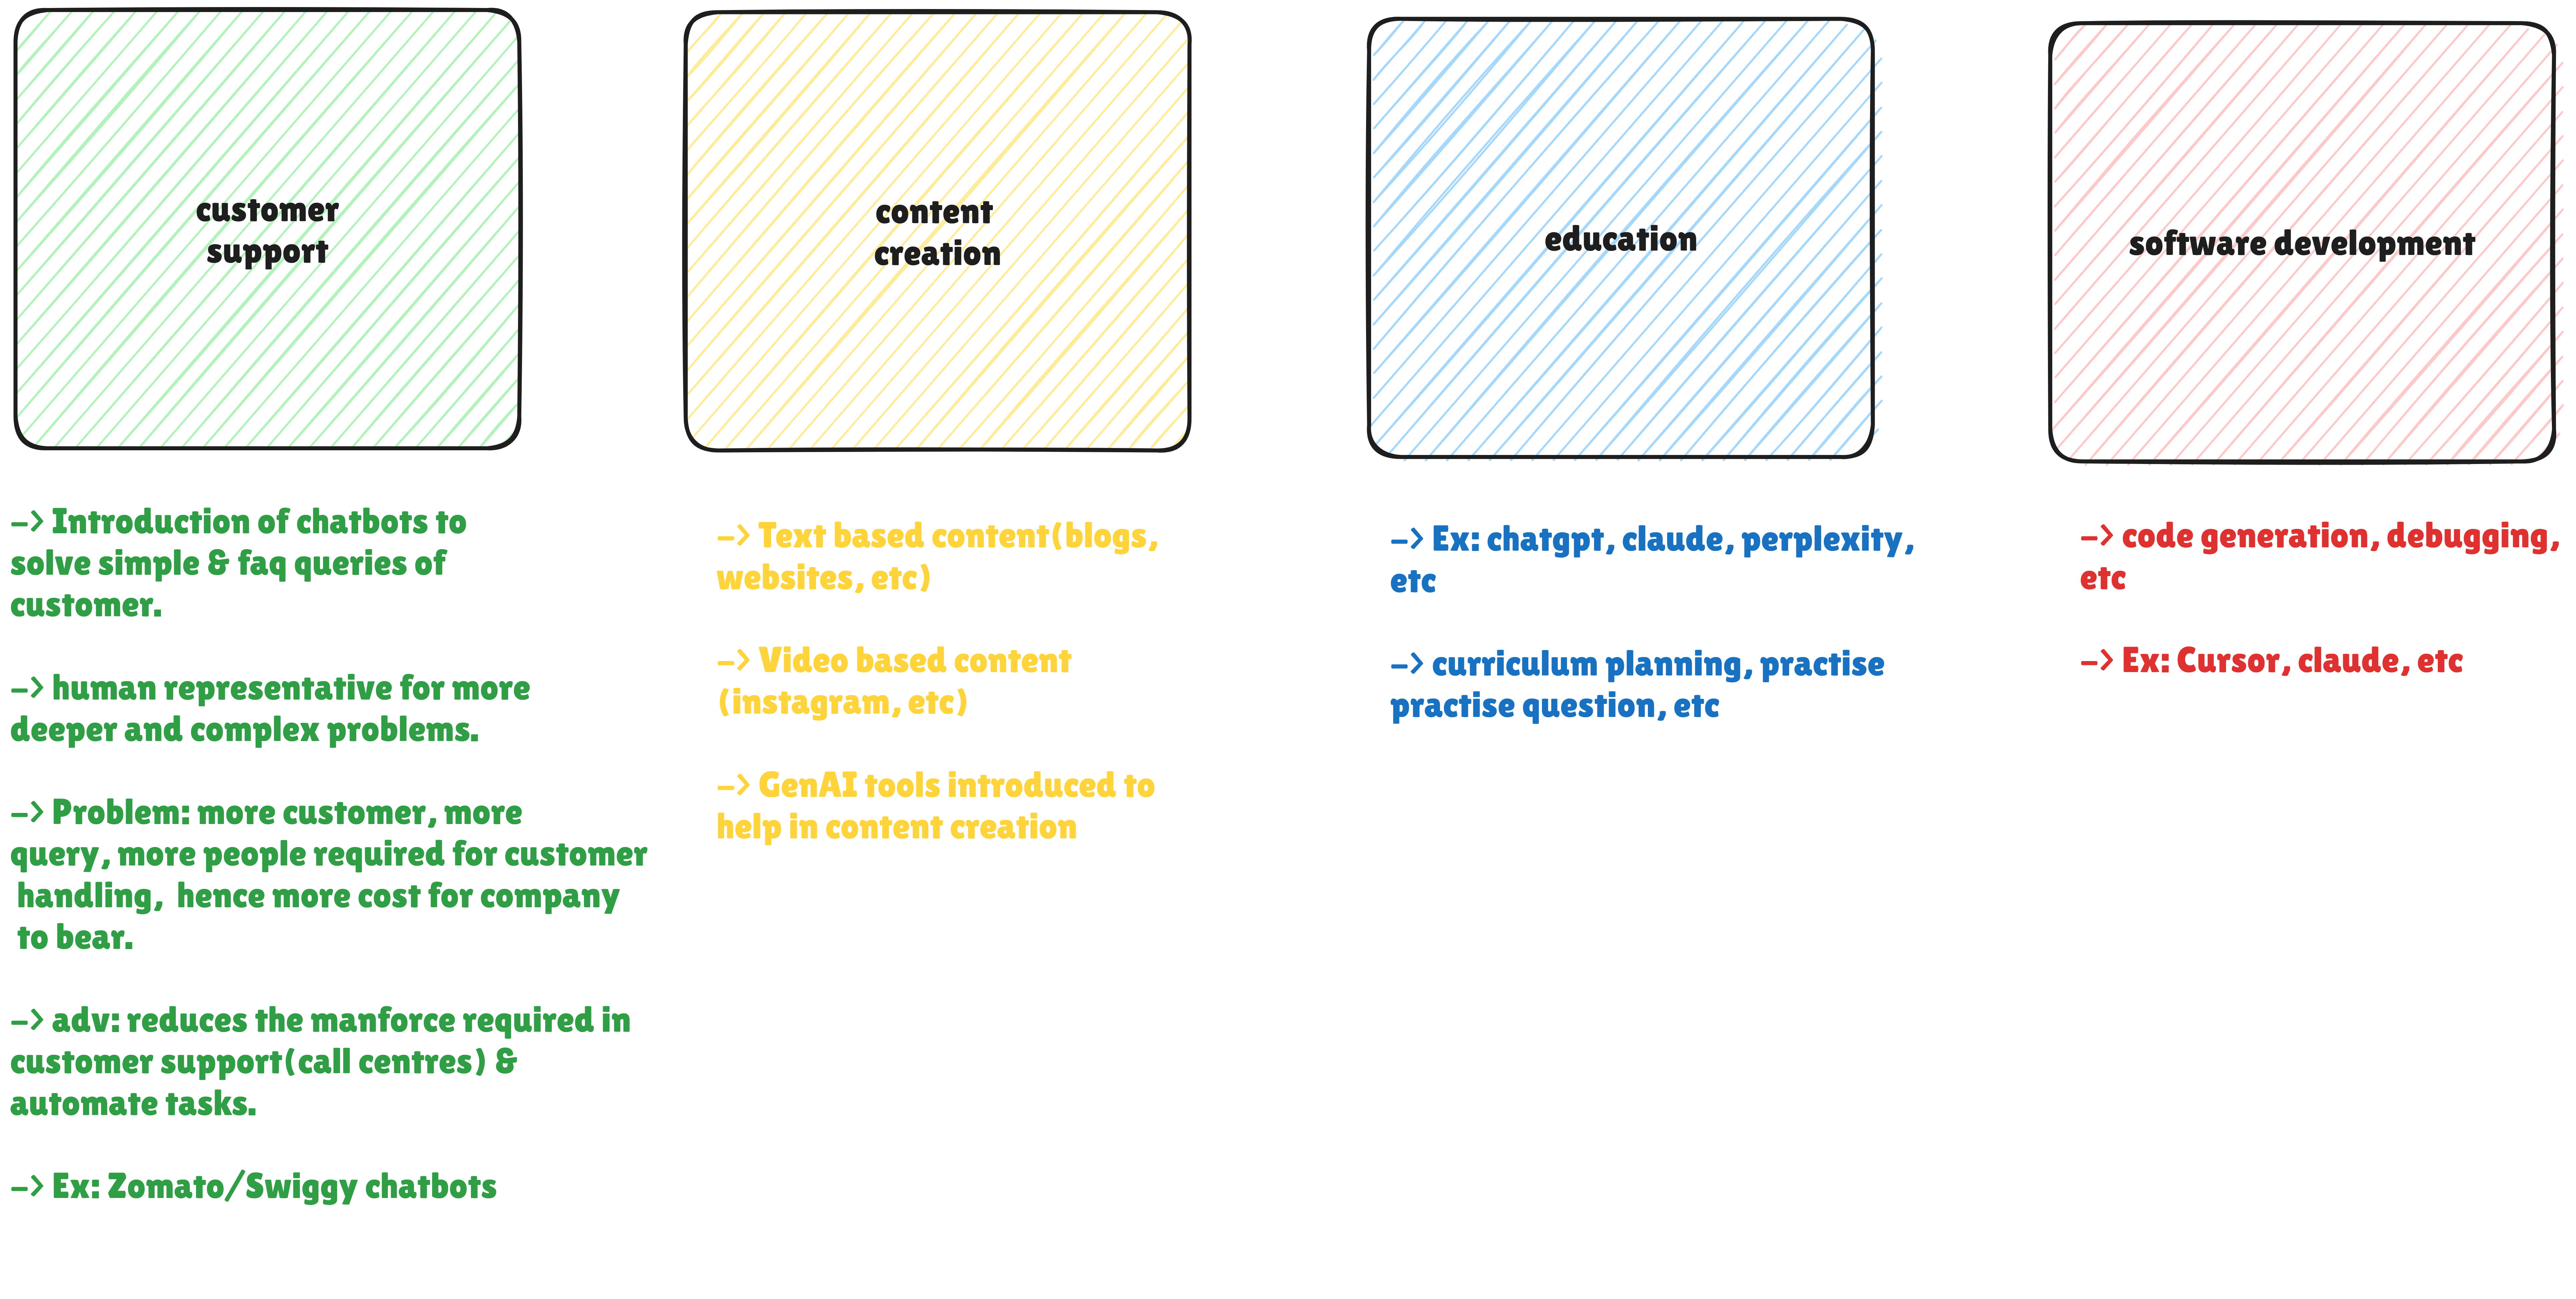 customer
support
-> Introduction of chatbots to
solve simple & faq queries of
customer.
-> human representative for more
deeper and complex problems.
-> Problem: more customer, more
query, more people required for customer
handling,  hence more cost for company
to bear.
-> adv: reduces the manforce required in
customer support(call centres) &
automate tasks.
-> Ex: Zomato/Swiggy chatbots
content
creation
-> Text based content(blogs,
websites, etc)
-> Video based content
(instagram, etc)
-> GenAI tools introduced to
help in content creation
education
-> Ex: chatgpt, claude, perplexity,
etc
-> curriculum planning, practise
practise question, etc
software development
-> code generation, debugging,
etc
-> Ex: Cursor, claude, etc